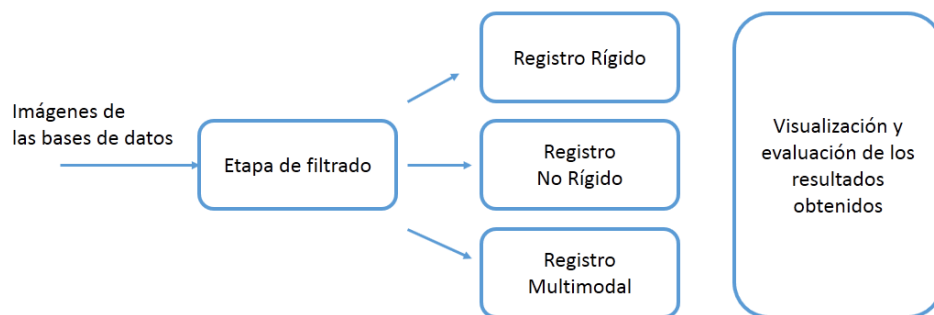 Imágenes de
las bases de datos
Etapa de filtrado
Registro Rígido
Registro
No Rígido
Registro
Multimodal
Visualización y
evaluación de los
resultados
obtenidos